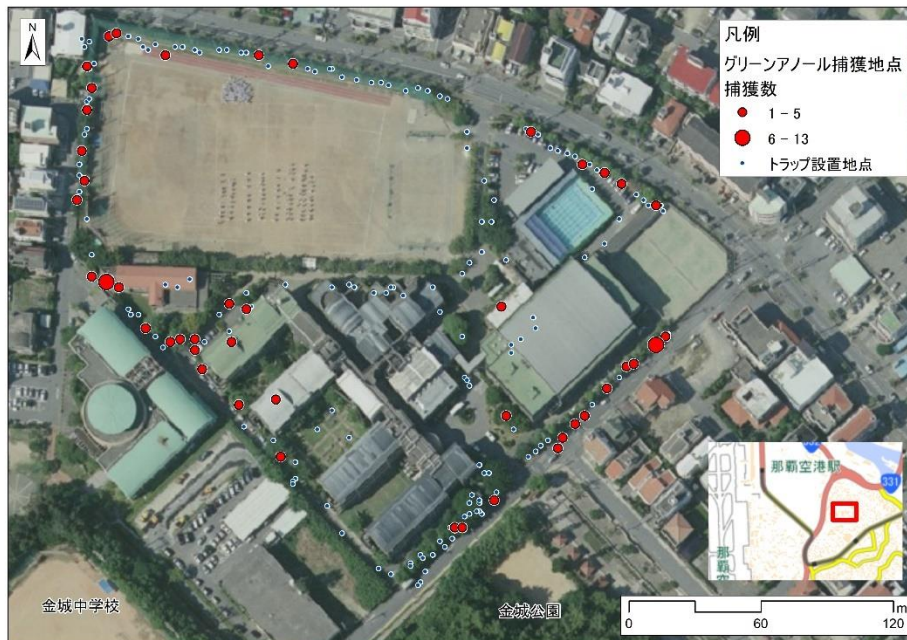 N
凡例
グリーンアノール捕獲地点
捕獲数
1 - 5
6 - 13
トラップ設置地点
那覇空港駅
331
那覇空
金城中学校
金城公園
m
0 60 120